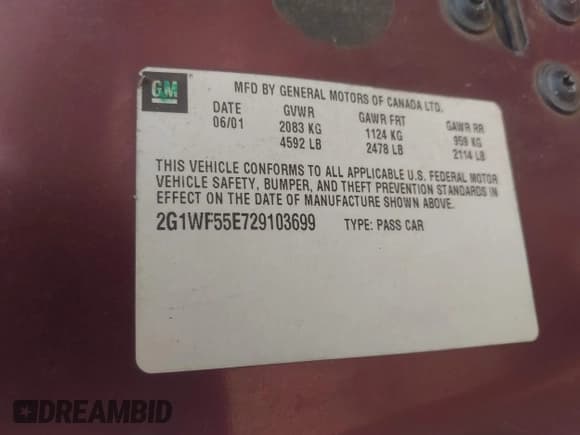 GM
MFD BY GENERAL MOTORS OF CANADA LTD.
DATE GVWR GAWR FRT GAWR RR
06/01 2083 KG 1124 KG 959 KG
4592 LB 2478 LB 2114 LB
THIS VEHICLE CONFORMS TO ALL APPLICABLE U.S. FEDERAL MOTOR
VEHICLE SAFETY, BUMPER, AND THEFT PREVENTION STANDARDS IN
EFFECT ON THE DATE OF MANUFACTURE SHOWN ABOVE.
2G1WF55E729103699 TYPE: PASS CAR
DREAMBID